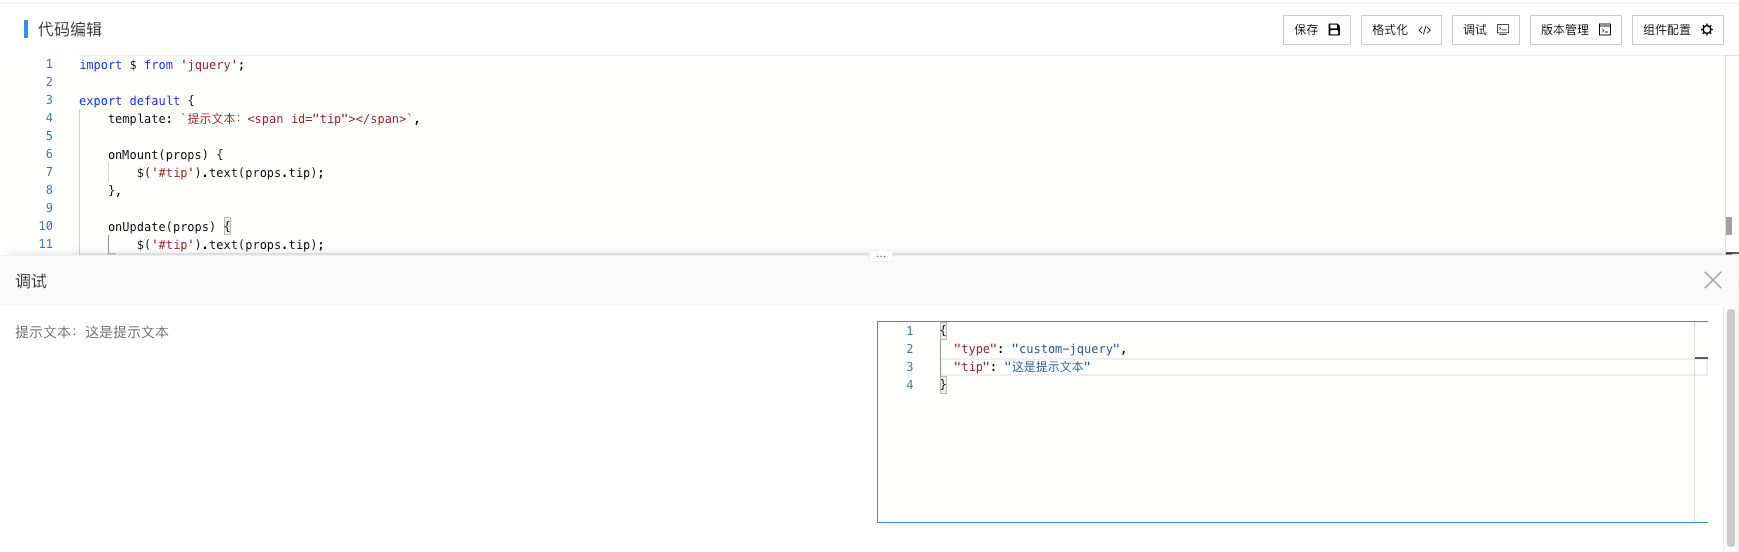 代码编辑
保存 格式化 </> 调试 版本管理 组件配置
1 import $ from 'jquery';
2
3 export default {
4     template: `提示文本：<span id="tip"></span>`,
5
6     onMount(props) {
7         $('#tip').text(props.tip);
8     },
9
10     onUpdate(props) {
11         $('#tip').text(props.tip);
...
调试
提示文本：这是提示文本
1 {
2   "type": "custom-jquery",
3   "tip": "这是提示文本"
4 }